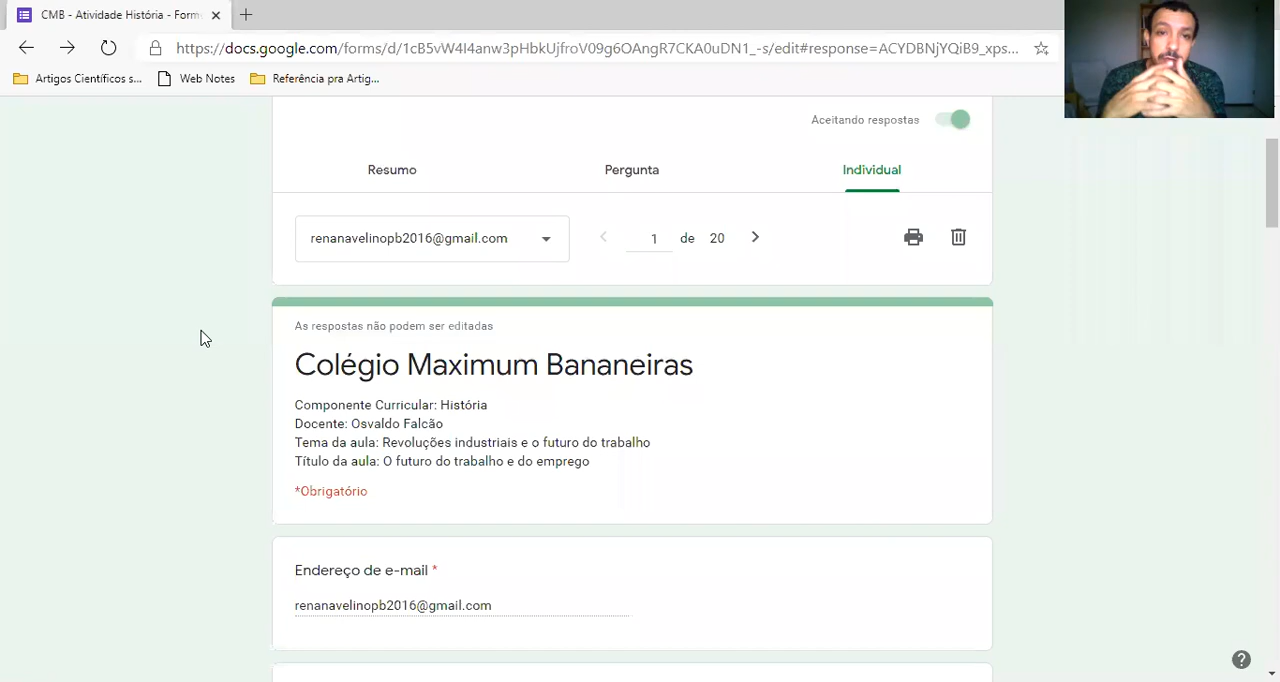 CMB - Atividade História - Form
https://docs.google.com/forms/d/1cB5vW4l4anw3pHbkUjfroV09g6OAngR7CKA0uDN1_-s/edit#response=ACYDBNjYQiB9_xps...
Artigos Científicos s...
Web Notes
Referência pra Artig...
Aceitando respostas
Resumo
Pergunta
Individual
renanavelinopb2016@gmail.com
1 de 20
As respostas não podem ser editadas
Colégio Maximum Bananeiras
Componente Curricular: História
Docente: Osvaldo Falcão
Tema da aula: Revoluções industriais e o futuro do trabalho
Título da aula: O futuro do trabalho e do emprego
*Obrigatório
Endereço de e-mail *
renanavelinopb2016@gmail.com